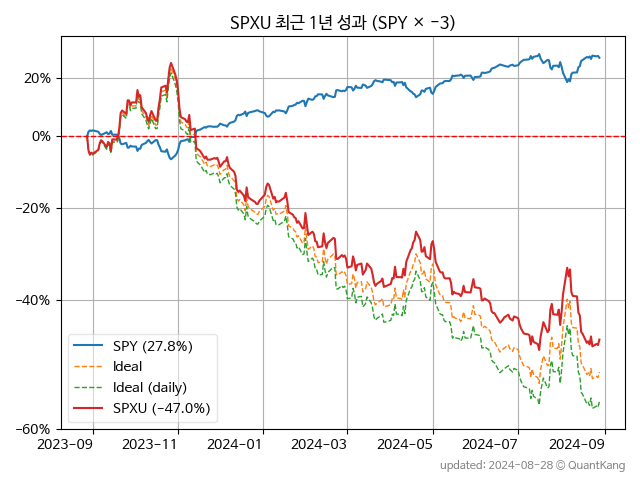 SPXU 최근 1년 성과 (SPY × −3)
20%
0%
−20%
−40%
−60%
SPY (27.8%)
Ideal
Ideal (daily)
SPXU (−47.0%)
2023-09
2023-11
2024-01
2024-03
2024-05
2024-07
2024-09
updated: 2024-08-28 © QuantKang